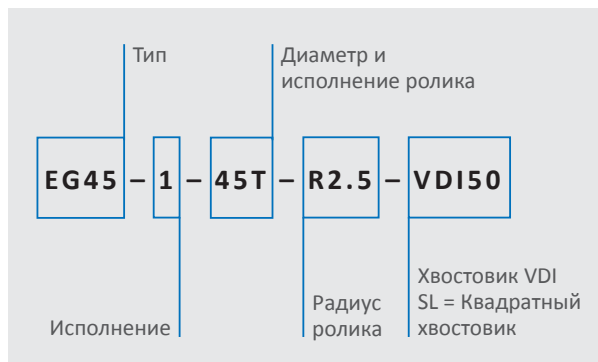 Тип
Диаметр и
исполнение ролика
EG45 – 1 – 45T – R2.5 – VDI50
Исполнение
Радиус
ролика
Хвостовик VDI
SL = Квадратный
хвостовик